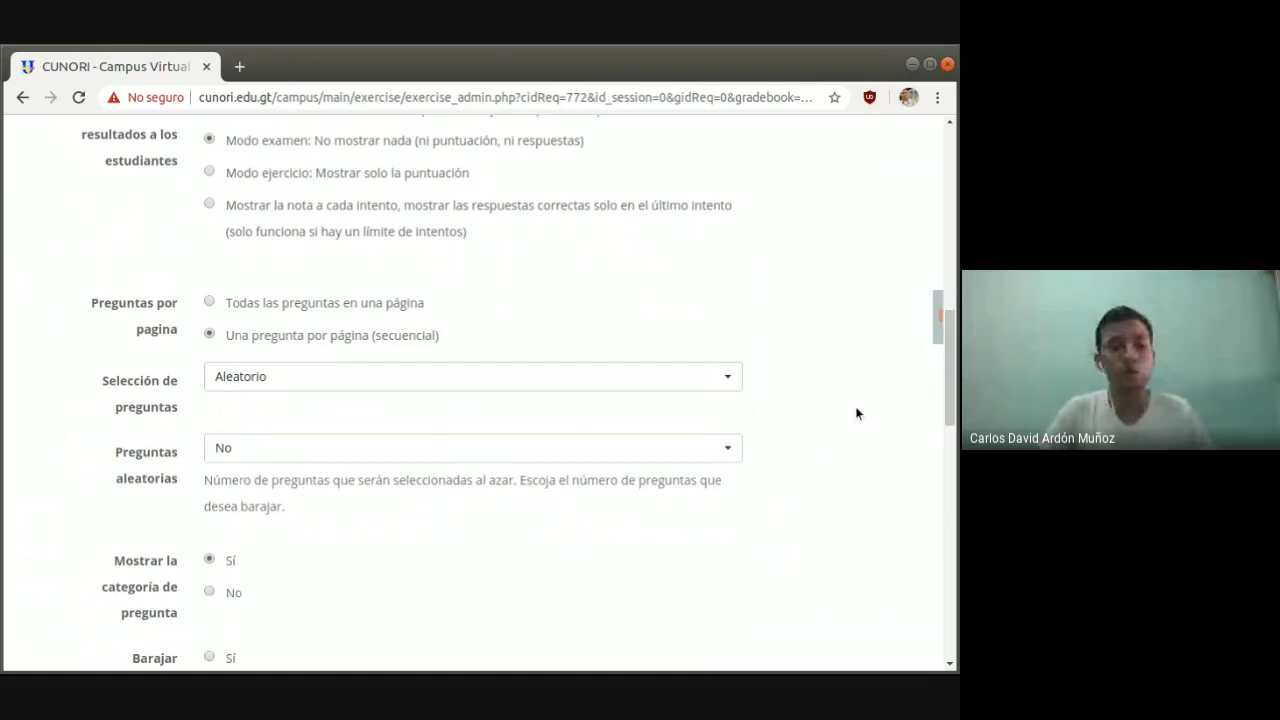 CUNORI - Campus Virtual
No seguro
cunori.edu.gt/campus/main/exercise/exercise_admin.php?cidReq=772&id_session=0&gidReq=0&gradebook=...
resultados a los
estudiantes
Modo examen: No mostrar nada (ni puntuación, ni respuestas)
Modo ejercicio: Mostrar solo la puntuación
Mostrar la nota a cada intento, mostrar las respuestas correctas solo en el último intento
(solo funciona si hay un límite de intentos)
Preguntas por
pagina
Todas las preguntas en una página
Una pregunta por página (secuencial)
Selección de
preguntas
Aleatorio
Preguntas
aleatorias
No
Número de preguntas que serán seleccionadas al azar. Escoja el número de preguntas que
desea barajar.
Mostrar la
categoría de
pregunta
Sí
No
Barajar
Sí
Carlos David Ardón Muñoz